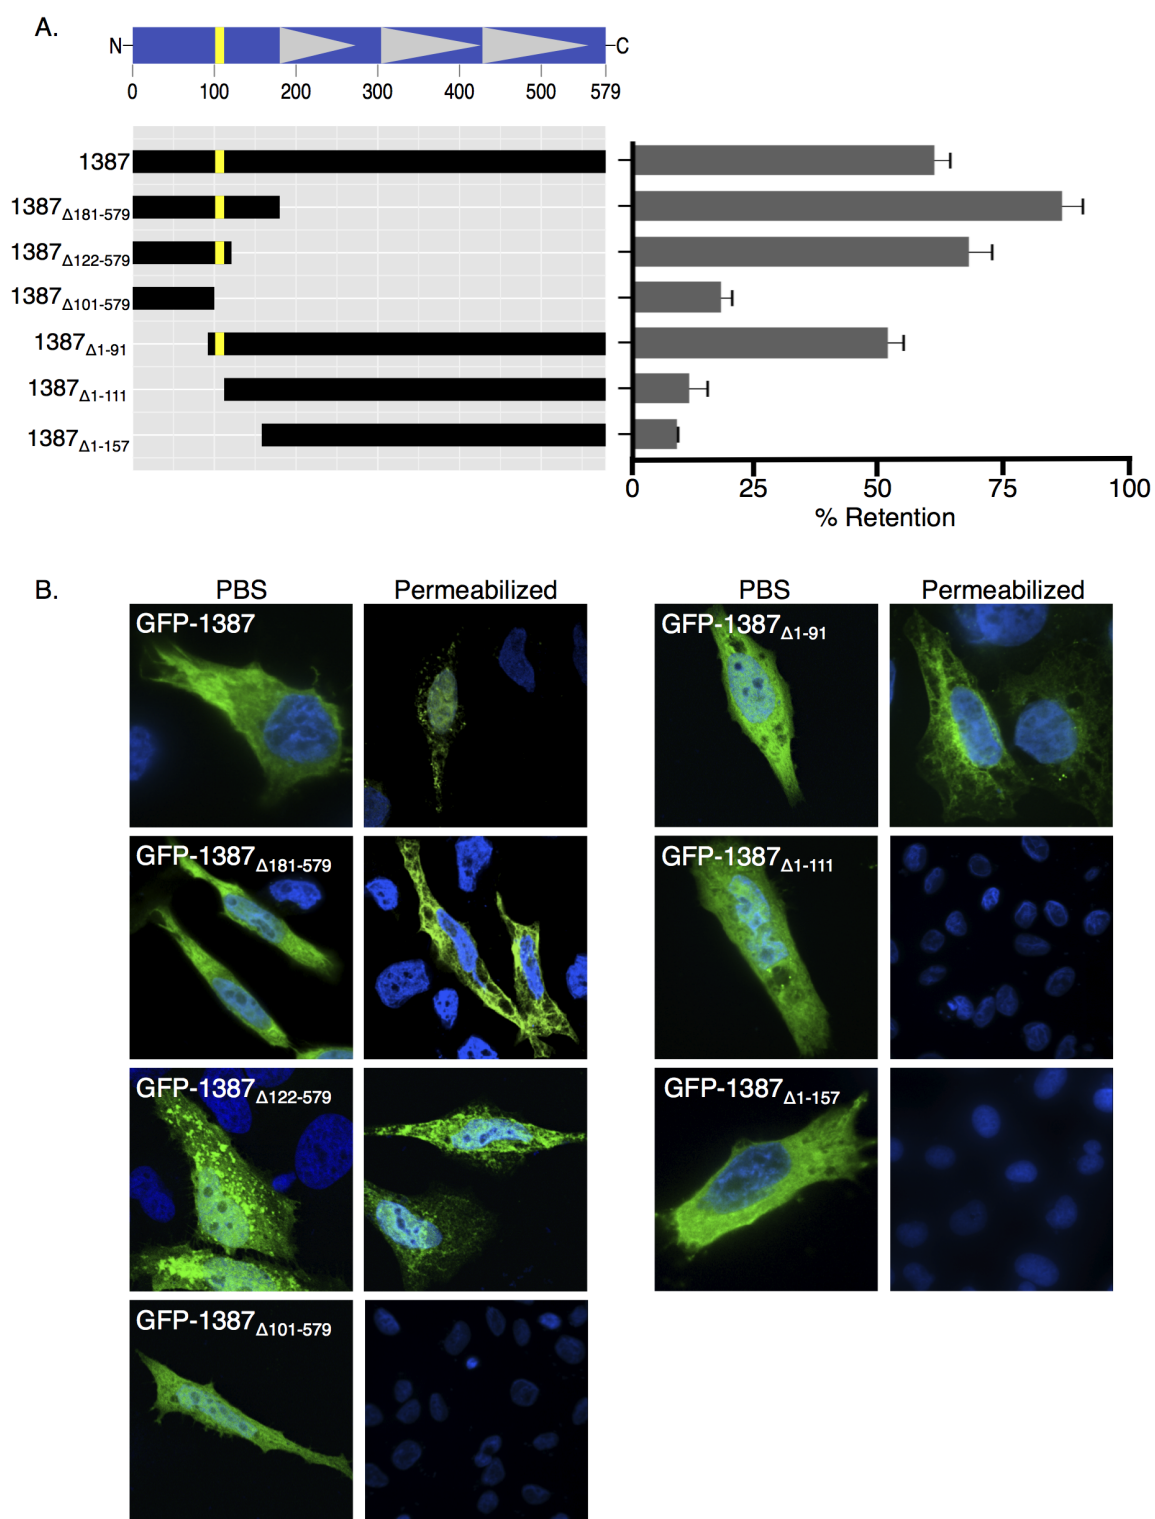 A.
N
C
0 100 200 300 400 500 579
1387
1387Δ181-579
1387Δ122-579
1387Δ101-579
1387Δ1-91
1387Δ1-111
1387Δ1-157
0 25 50 75 100
% Retention
B.
PBS Permeabilized PBS Permeabilized
GFP-1387
GFP-1387Δ1-91
GFP-1387Δ181-579
GFP-1387Δ1-111
GFP-1387Δ122-579
GFP-1387Δ1-157
GFP-1387Δ101-579